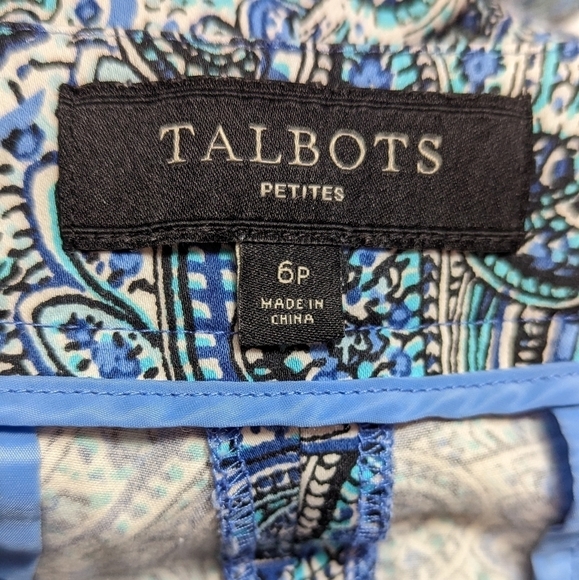 TALBOTS
PETITES
6P
MADE IN
CHINA